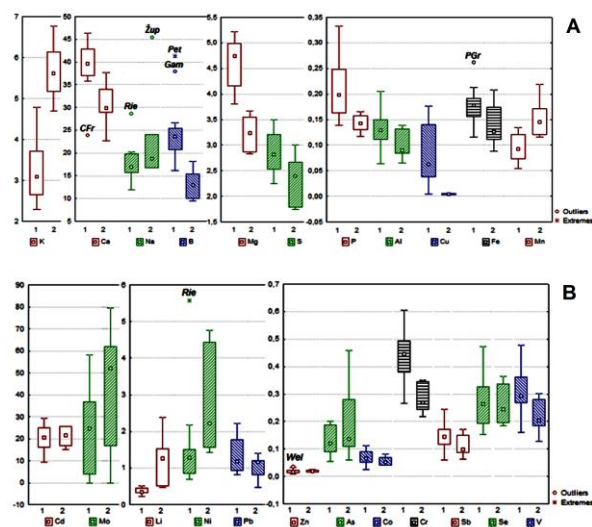 A
7 50 5,5 0,35
6 5 4 3 2
45 40 35 30 25 20 15 10 5 0
5,0 4,5 4,0 3,5 3,0 2,5 2,0 1,5
0,30 0,25 0,20 0,15 0,10 0,05 0,00
Žup
Pet
Gam
Rie
CFr
PGr
1 2 1 2 1 2 1 2 1 2 1 2 1 2 1 2 1 2 1 2 1 2
K Ca Na B Mg S P Al Cu Fe Mn
Outliers
Extremes
B
90 80 70 60 50 40 30 20 10 0 -10
6 5 4 3 2 1 0
0,7 0,6 0,5 0,4 0,3 0,2 0,1 0,0
Rie
Wel
1 2 1 2 1 2 1 2 1 2 1 2 1 2 1 2 1 2 1 2 1 2 1 2
Cd Mo Li Ni Pb Zn As Co Cr Sb Se V
Outliers
Extremes